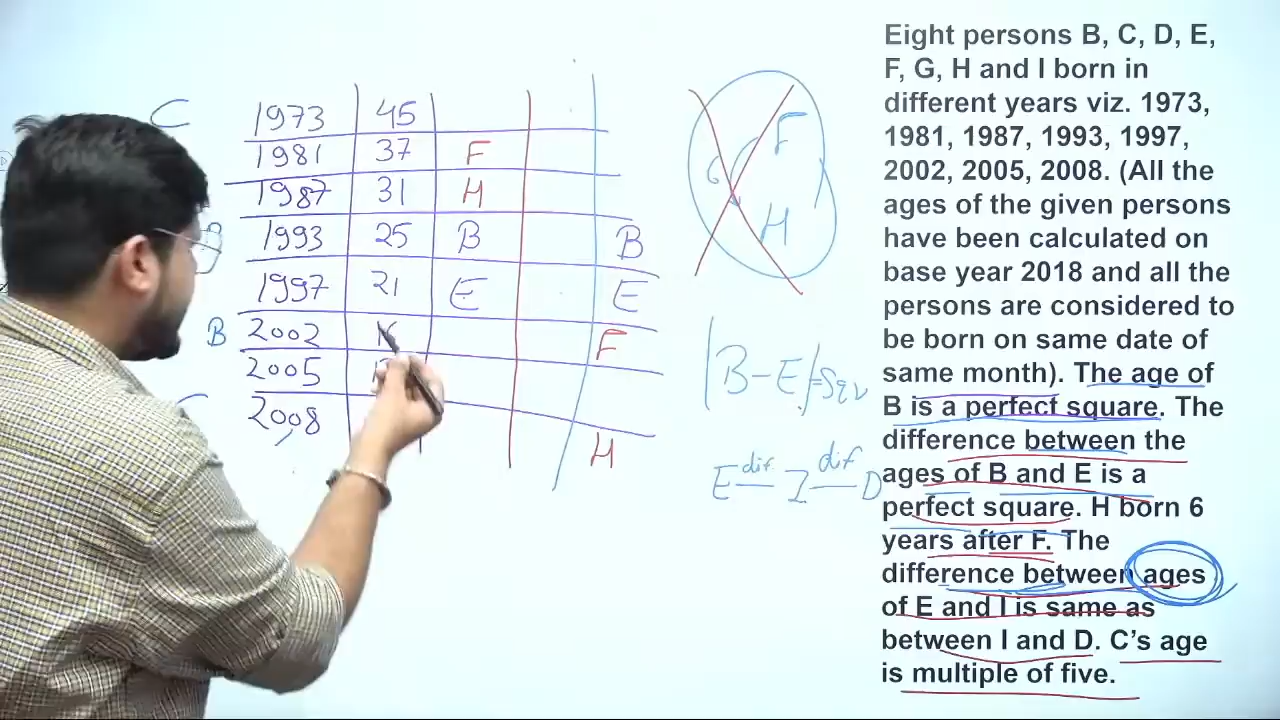 Eight persons B, C, D, E,
F, G, H and I born in
different years viz. 1973,
1981, 1987, 1993, 1997,
2002, 2005, 2008. (All the
ages of the given persons
have been calculated on
base year 2018 and all the
persons are considered to
be born on same date of
same month). The age of
B is a perfect square. The
difference between the
ages of B and E is a
perfect square. H born 6
years after F. The
difference between ages
of E and I is same as
between I and D. C's age
is multiple of five.
C 1973 45
1981 37 F
1987 31 H
1993 25 B B
1997 21 E E
B 2002 F
2005
2008 H
F
6
H
|B-E|=Sqr
E dif I dif D